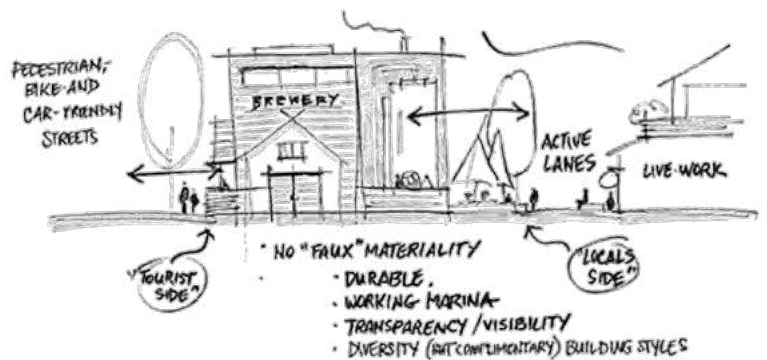 PEDESTRIAN,
BIKE-AND
CAR-FRIENDLY
STREETS
BREWERY
ACTIVE
LANES
LIVE-WORK
"TOURIST
SIDE"
"LOCALS
SIDE"
• NO "FAUX" MATERIALITY
• DURABLE.
• WORKING MARINA
• TRANSPARENCY / VISIBILITY
• DIVERSITY (BUT COMPLIMENTARY) BUILDING STYLES